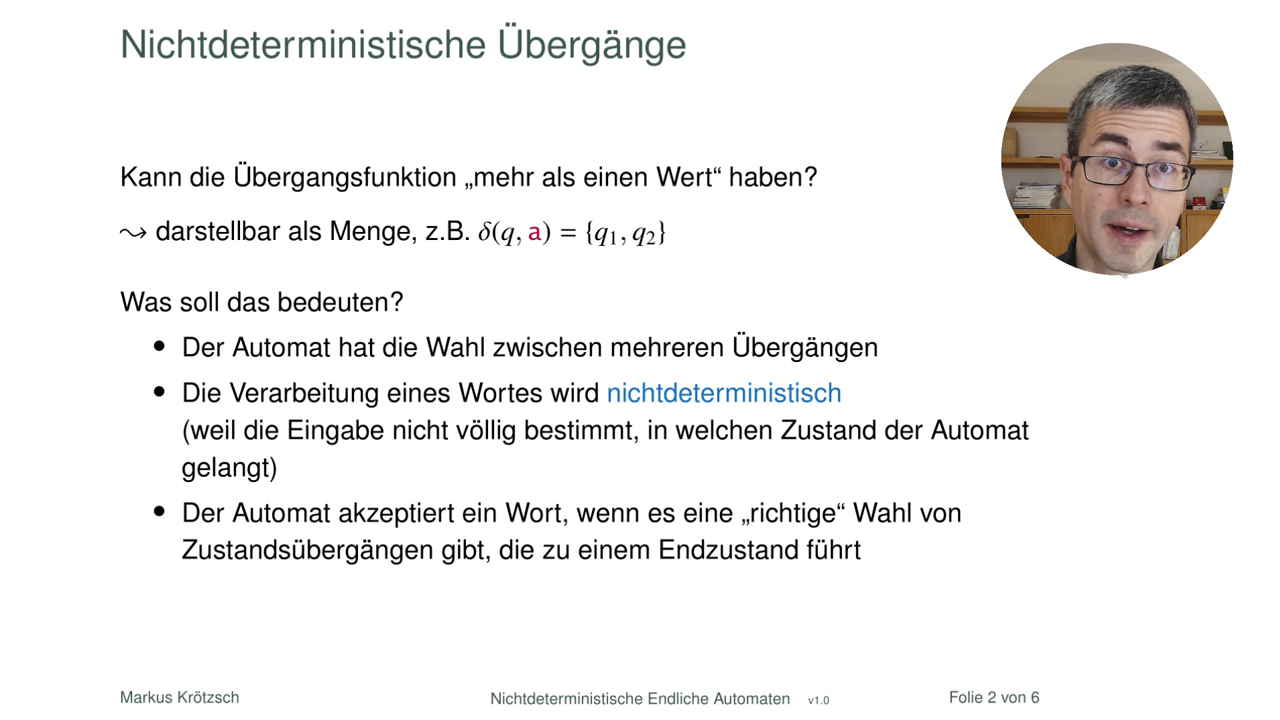 Nichtdeterministische Übergänge
Kann die Übergangsfunktion „mehr als einen Wert“ haben?
⇝ darstellbar als Menge, z.B. δ(q, a) = {q₁, q₂}
Was soll das bedeuten?
• Der Automat hat die Wahl zwischen mehreren Übergängen
• Die Verarbeitung eines Wortes wird nichtdeterministisch
(weil die Eingabe nicht völlig bestimmt, in welchen Zustand der Automat
gelangt)
• Der Automat akzeptiert ein Wort, wenn es eine „richtige“ Wahl von
Zustandsübergängen gibt, die zu einem Endzustand führt
Markus Krötzsch Nichtdeterministische Endliche Automaten v1.0 Folie 2 von 6